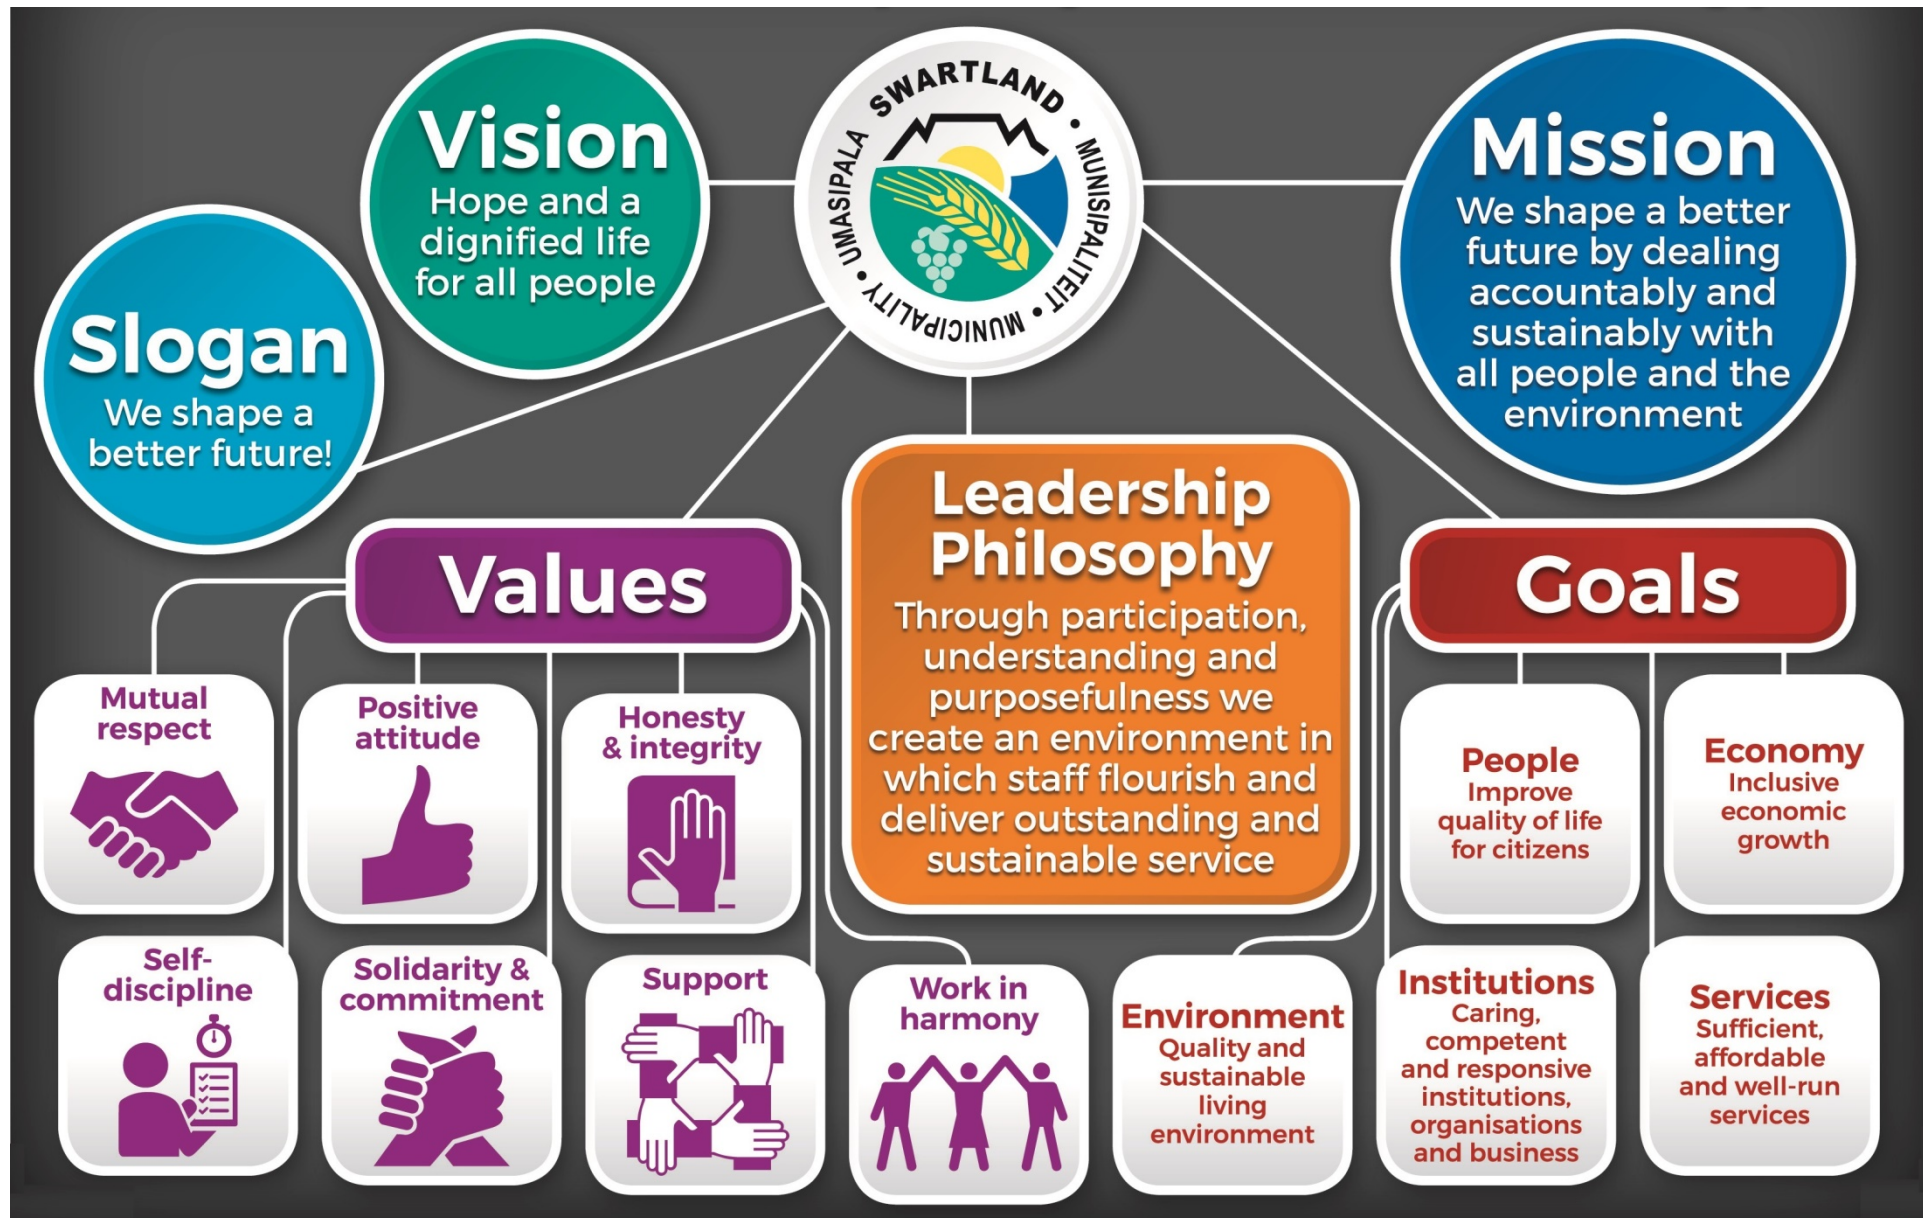 Vision
Hope and a
dignified life
for all people
SWARTLAND • MUNISIPALITEIT • MUNICIPALITY • UMASIPALA
Mission
We shape a better
future by dealing
accountably and
sustainably with
all people and the
environment
Slogan
We shape a
better future!
Values
Mutual
respect
Positive
attitude
Honesty
& integrity
Self-
discipline
Solidarity &
commitment
Support
Work in
harmony
Leadership
Philosophy
Through participation,
understanding and
purposefulness we
create an environment in
which staff flourish and
deliver outstanding and
sustainable service
Goals
People
Improve
quality of life
for citizens
Economy
Inclusive
economic
growth
Environment
Quality and
sustainable
living
environment
Institutions
Caring,
competent
and responsive
institutions,
organisations
and business
Services
Sufficient,
affordable
and well-run
services